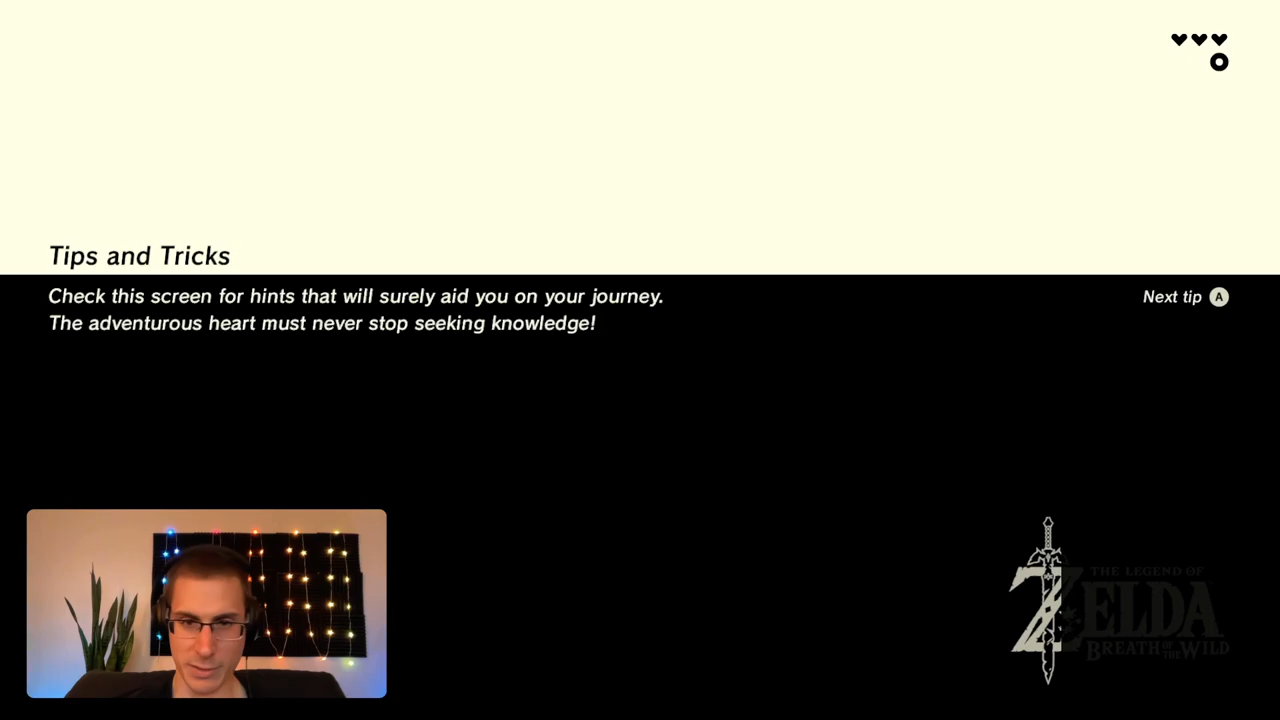 Tips and Tricks
Check this screen for hints that will surely aid you on your journey.
The adventurous heart must never stop seeking knowledge!
Next tip A
THE LEGEND OF
ZELDA
BREATH OF THE WILD